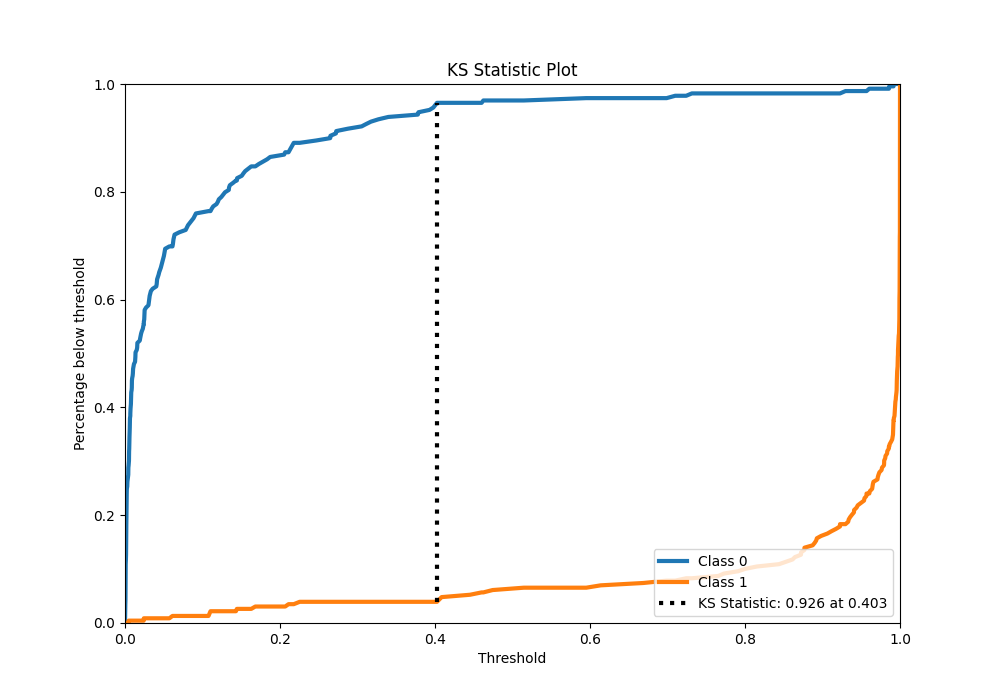 KS Statistic Plot
1.0
0.8
0.6
0.4
0.2
0.0
Percentage below threshold
0.0 0.2 0.4 0.6 0.8 1.0
Threshold
Class 0
Class 1
KS Statistic: 0.926 at 0.403